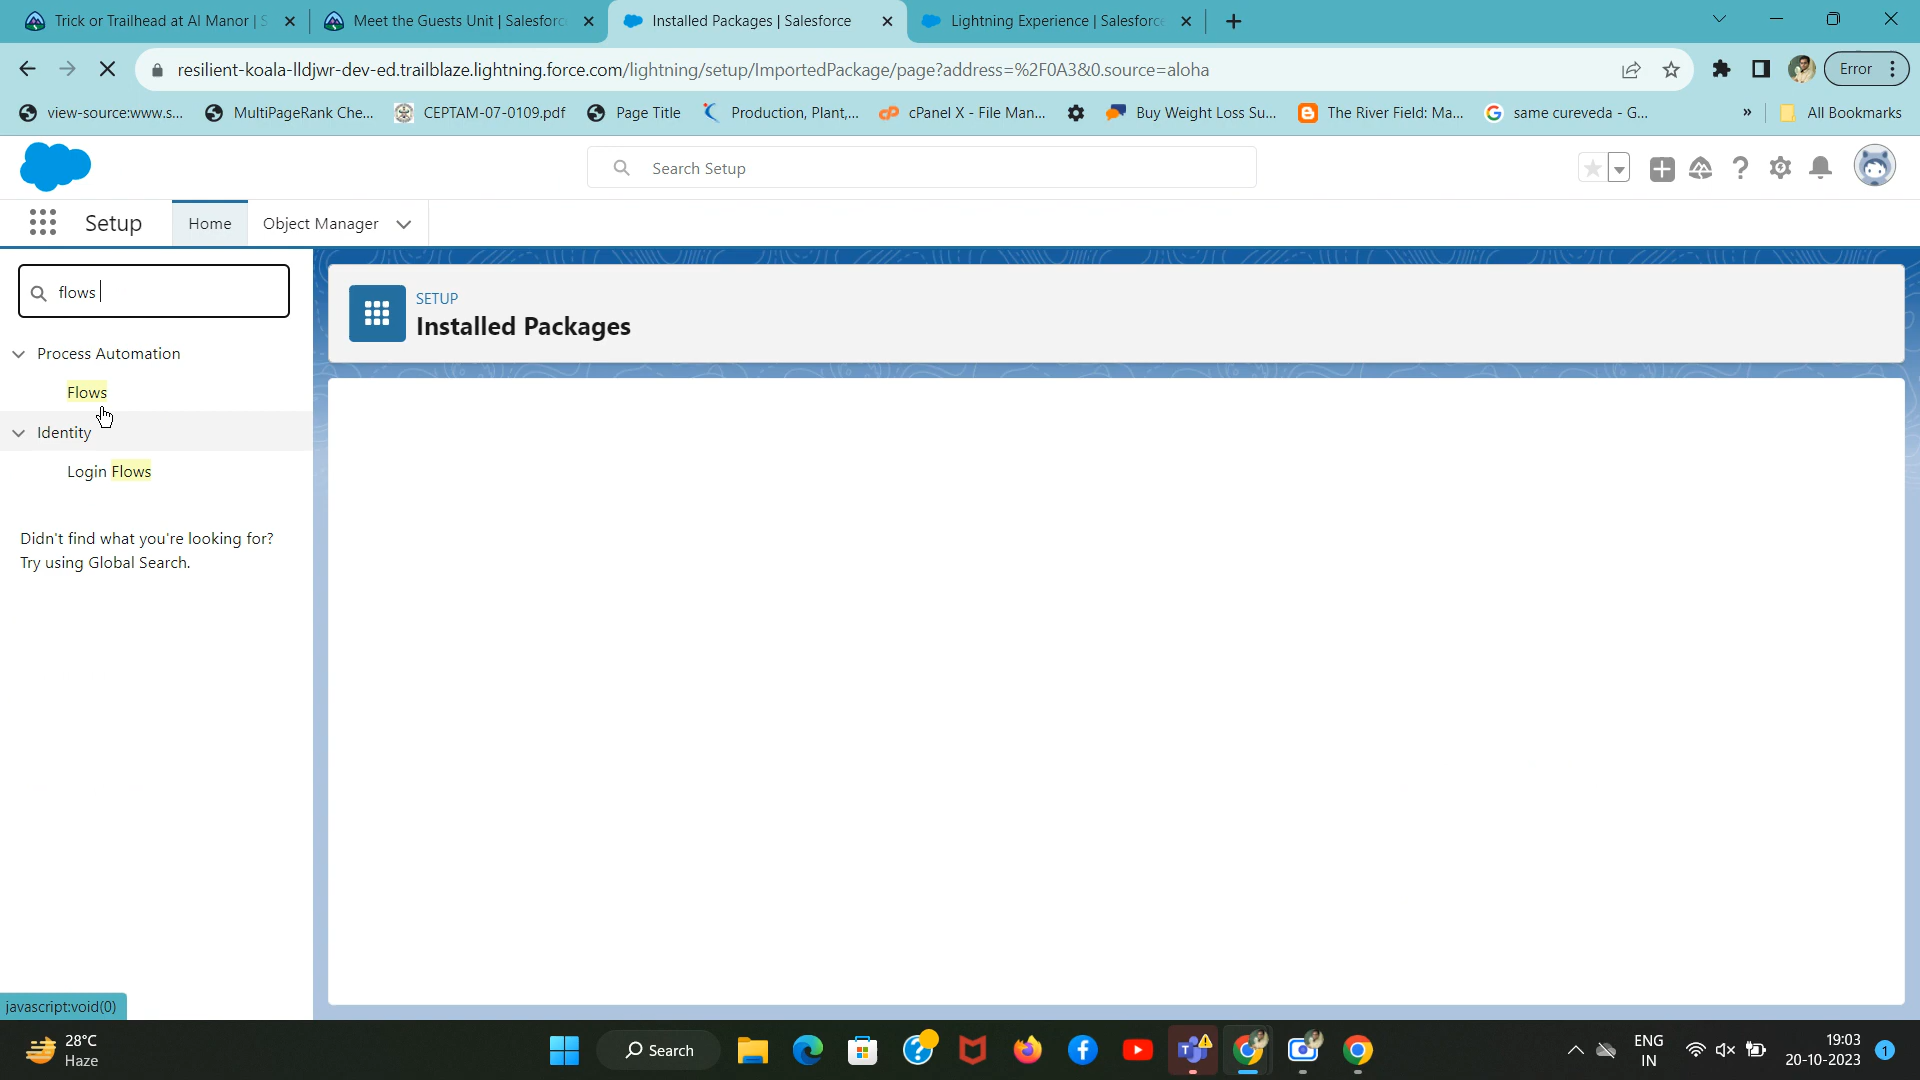 Trick or Trailhead at AI Manor | S
Meet the Guests Unit | Salesforc
Installed Packages | Salesforce
Lightning Experience | Salesforc
resilient-koala-lldjwr-dev-ed.trailblaze.lightning.force.com/lightning/setup/ImportedPackage/page?address=%2F0A3&0.source=aloha
Error
view-source:www.s...
MultiPageRank Che...
CEPTAM-07-0109.pdf
Page Title
Production, Plant,...
cPanel X - File Man...
Buy Weight Loss Su...
The River Field: Ma...
same cureveda - G...
»
All Bookmarks
Search Setup
Setup
Home
Object Manager
flows
SETUP
Installed Packages
Process Automation
Flows
Identity
Login Flows
Didn't find what you're looking for?
Try using Global Search.
javascript:void(0)
28°C
Haze
Search
ENG
IN
19:03
20-10-2023
1